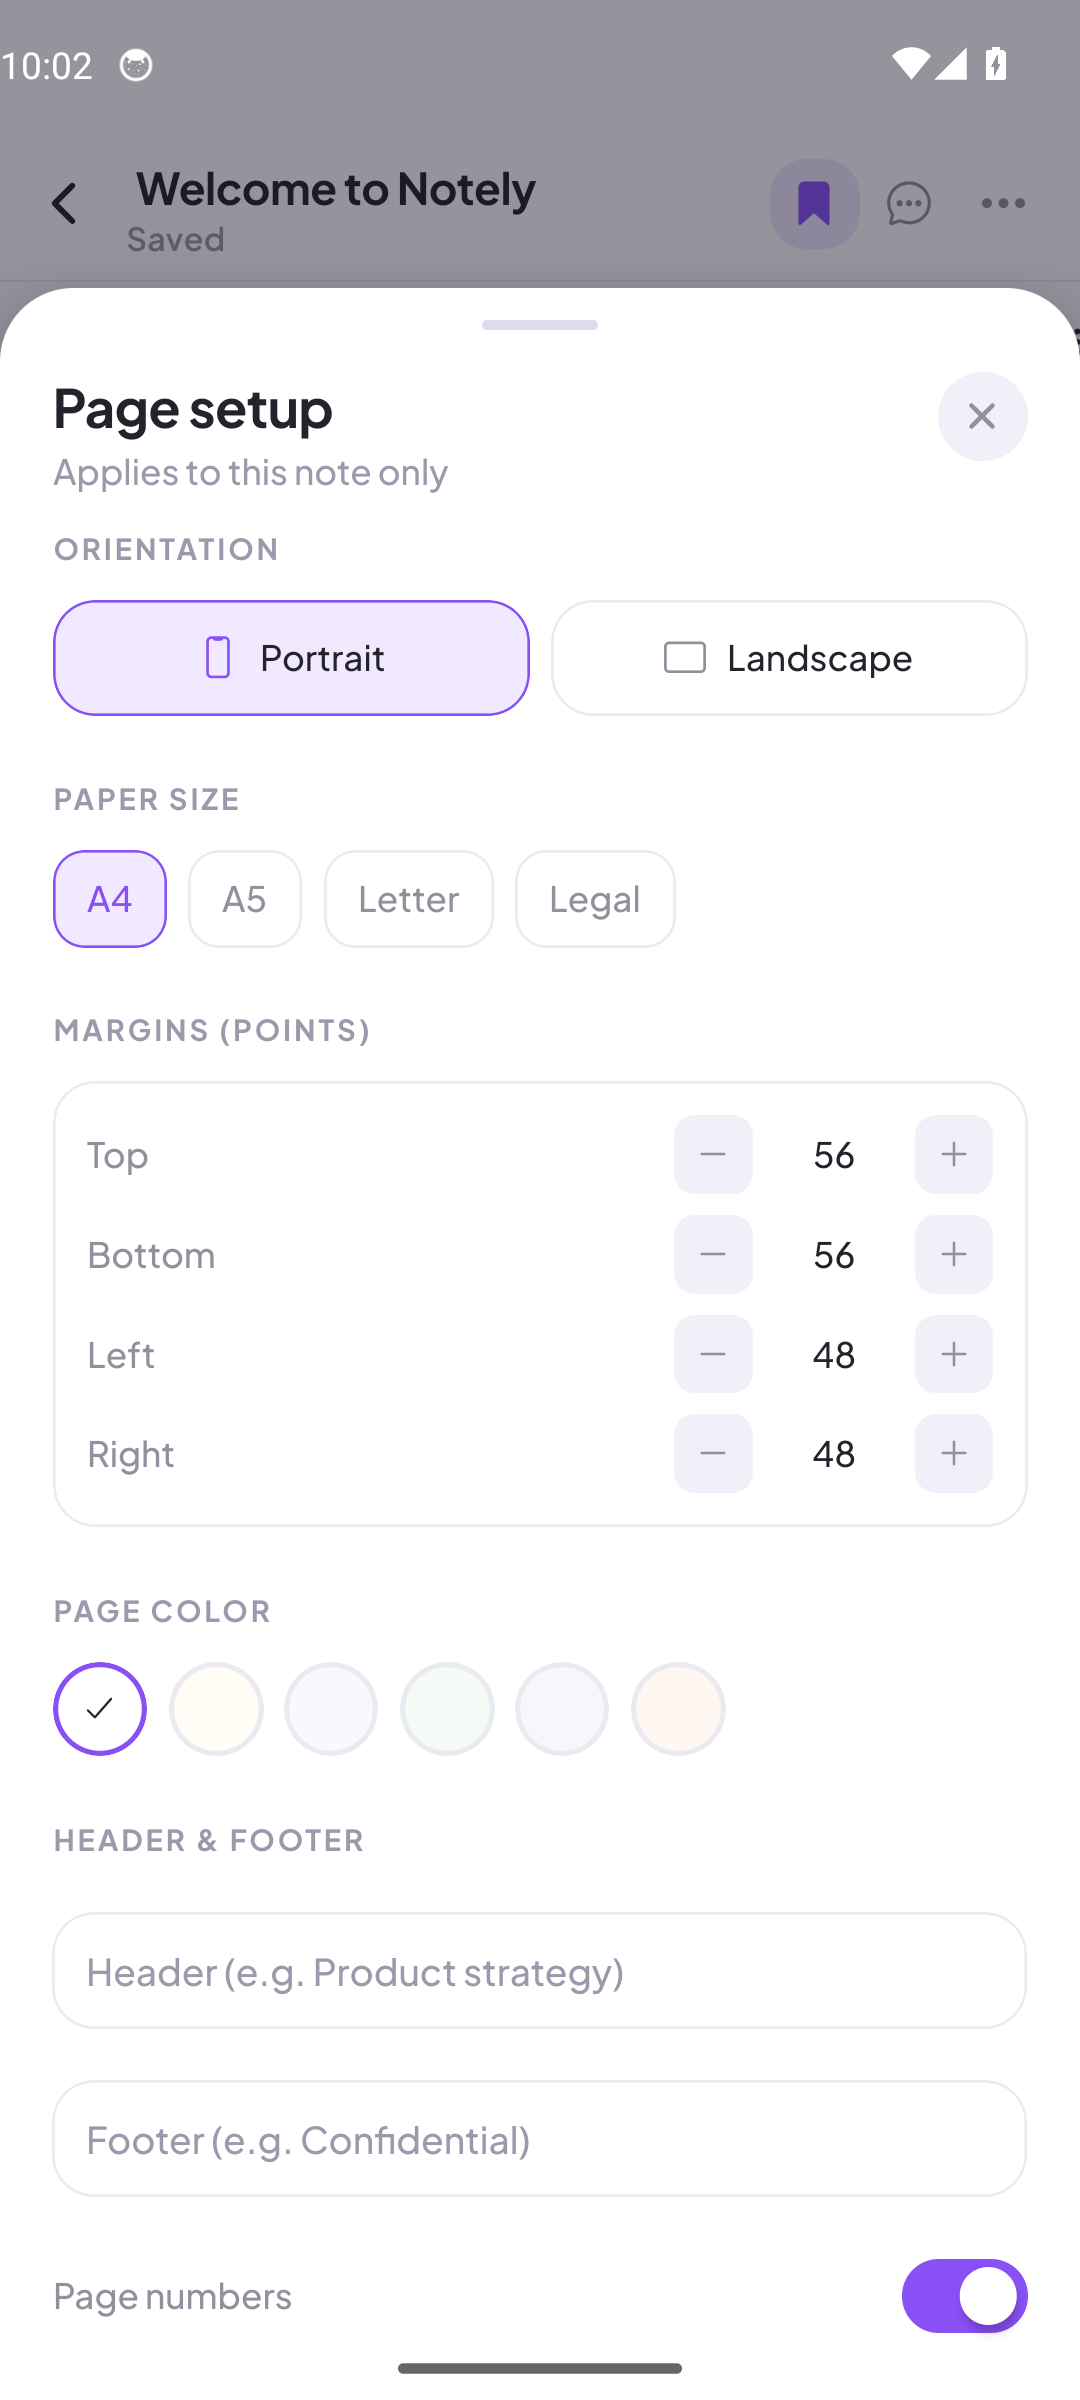 10:02
Welcome to Notely
Saved
Page setup
Applies to this note only
ORIENTATION
Portrait
Landscape
PAPER SIZE
A4
A5
Letter
Legal
MARGINS (POINTS)
Top
56
Bottom
56
Left
48
Right
48
PAGE COLOR
HEADER & FOOTER
Header (e.g. Product strategy)
Footer (e.g. Confidential)
Page numbers